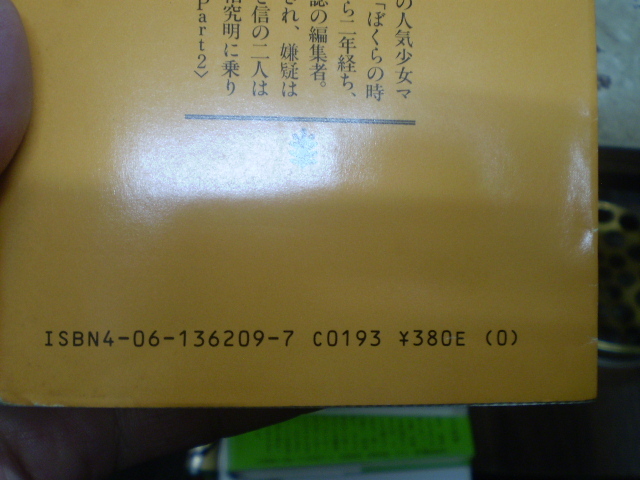 の人気少女マ
「ぼくらの時
ら二年経ち、
誌の編集者。
され、嫌疑は
と信の二人は
究明に乗り
part2〉
ISBN4-06-136209-7 C0193 ¥380E (0)